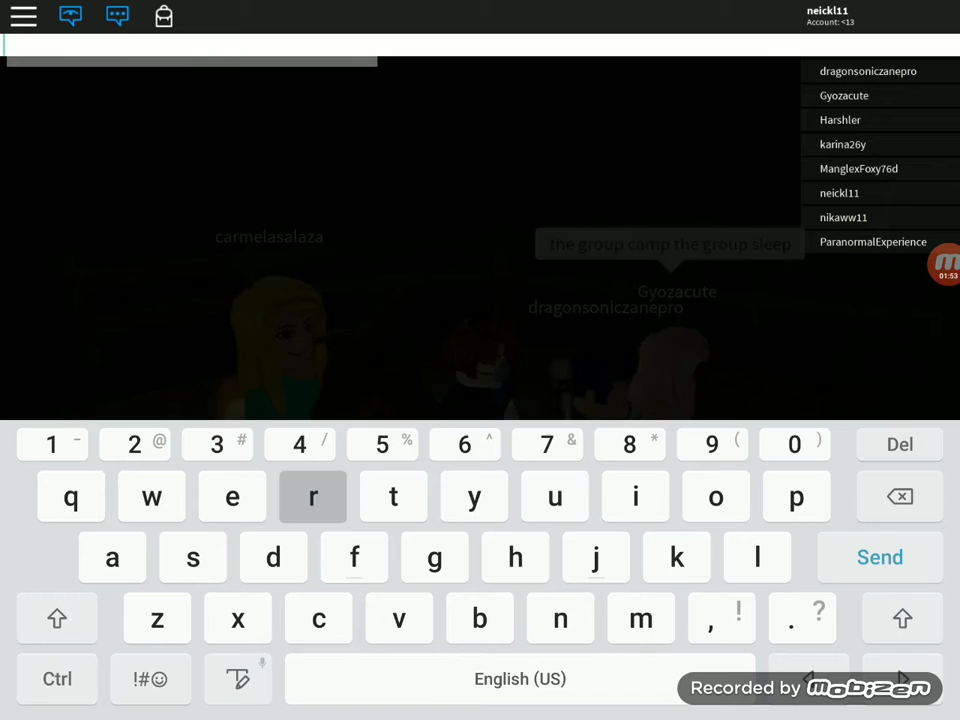 neickl11
Account: <13
dragonsoniczanepro
Gyozacute
Harshler
karina26y
ManglexFoxy76d
neickl11
nikaww11
ParanormalExperience
01:53
carmelasalaza
the group camp the group sleep
Gyozacute
dragonsoniczanepro
1 - 2 @ 3 # 4 / 5 % 6 ^ 7 & 8 * 9 ( 0 ) Del
q w e r t y u i o p
a s d f g h j k l Send
z x c v b n m , ! . ?
Ctrl !#☺ T English (US)
Recorded by mobizen